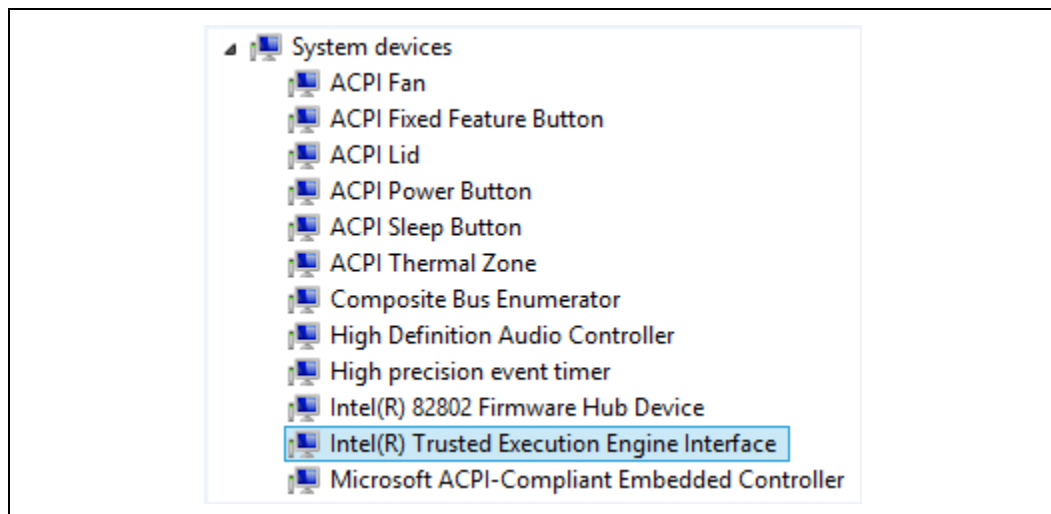 System devices
ACPI Fan
ACPI Fixed Feature Button
ACPI Lid
ACPI Power Button
ACPI Sleep Button
ACPI Thermal Zone
Composite Bus Enumerator
High Definition Audio Controller
High precision event timer
Intel(R) 82802 Firmware Hub Device
Intel(R) Trusted Execution Engine Interface
Microsoft ACPI-Compliant Embedded Controller